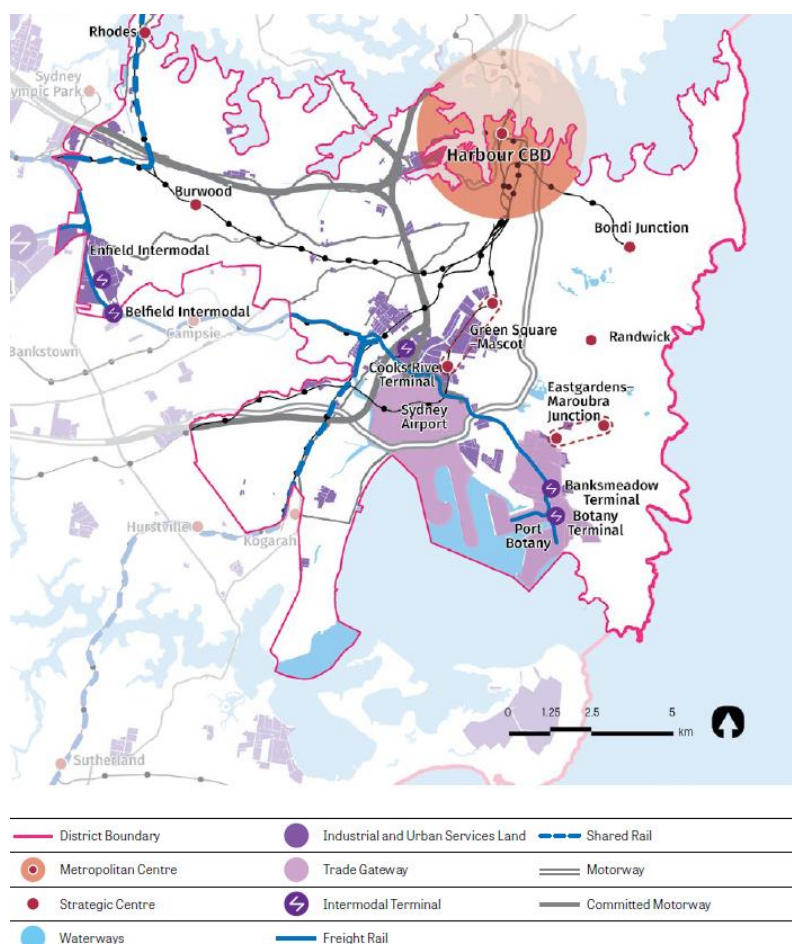 Rhodes
Sydney
lympic Park
Harbour CBD
Burwood
Bondi Junction
Enfield Intermodal
Belfield Intermodal
Campsie
Green Square
–Mascot
Randwick
Bankstown
Cooks River
Terminal
Eastgardens–
Maroubra
Junction
Sydney
Airport
Banksmeadow
Terminal
Botany
Terminal
Port
Botany
Hurstville
Kogarah
0 1.25 2.5 5
km
Sutherland
District Boundary
Industrial and Urban Services Land
Shared Rail
Metropolitan Centre
Trade Gateway
Motorway
Strategic Centre
Intermodal Terminal
Committed Motorway
Waterways
Freight Rail